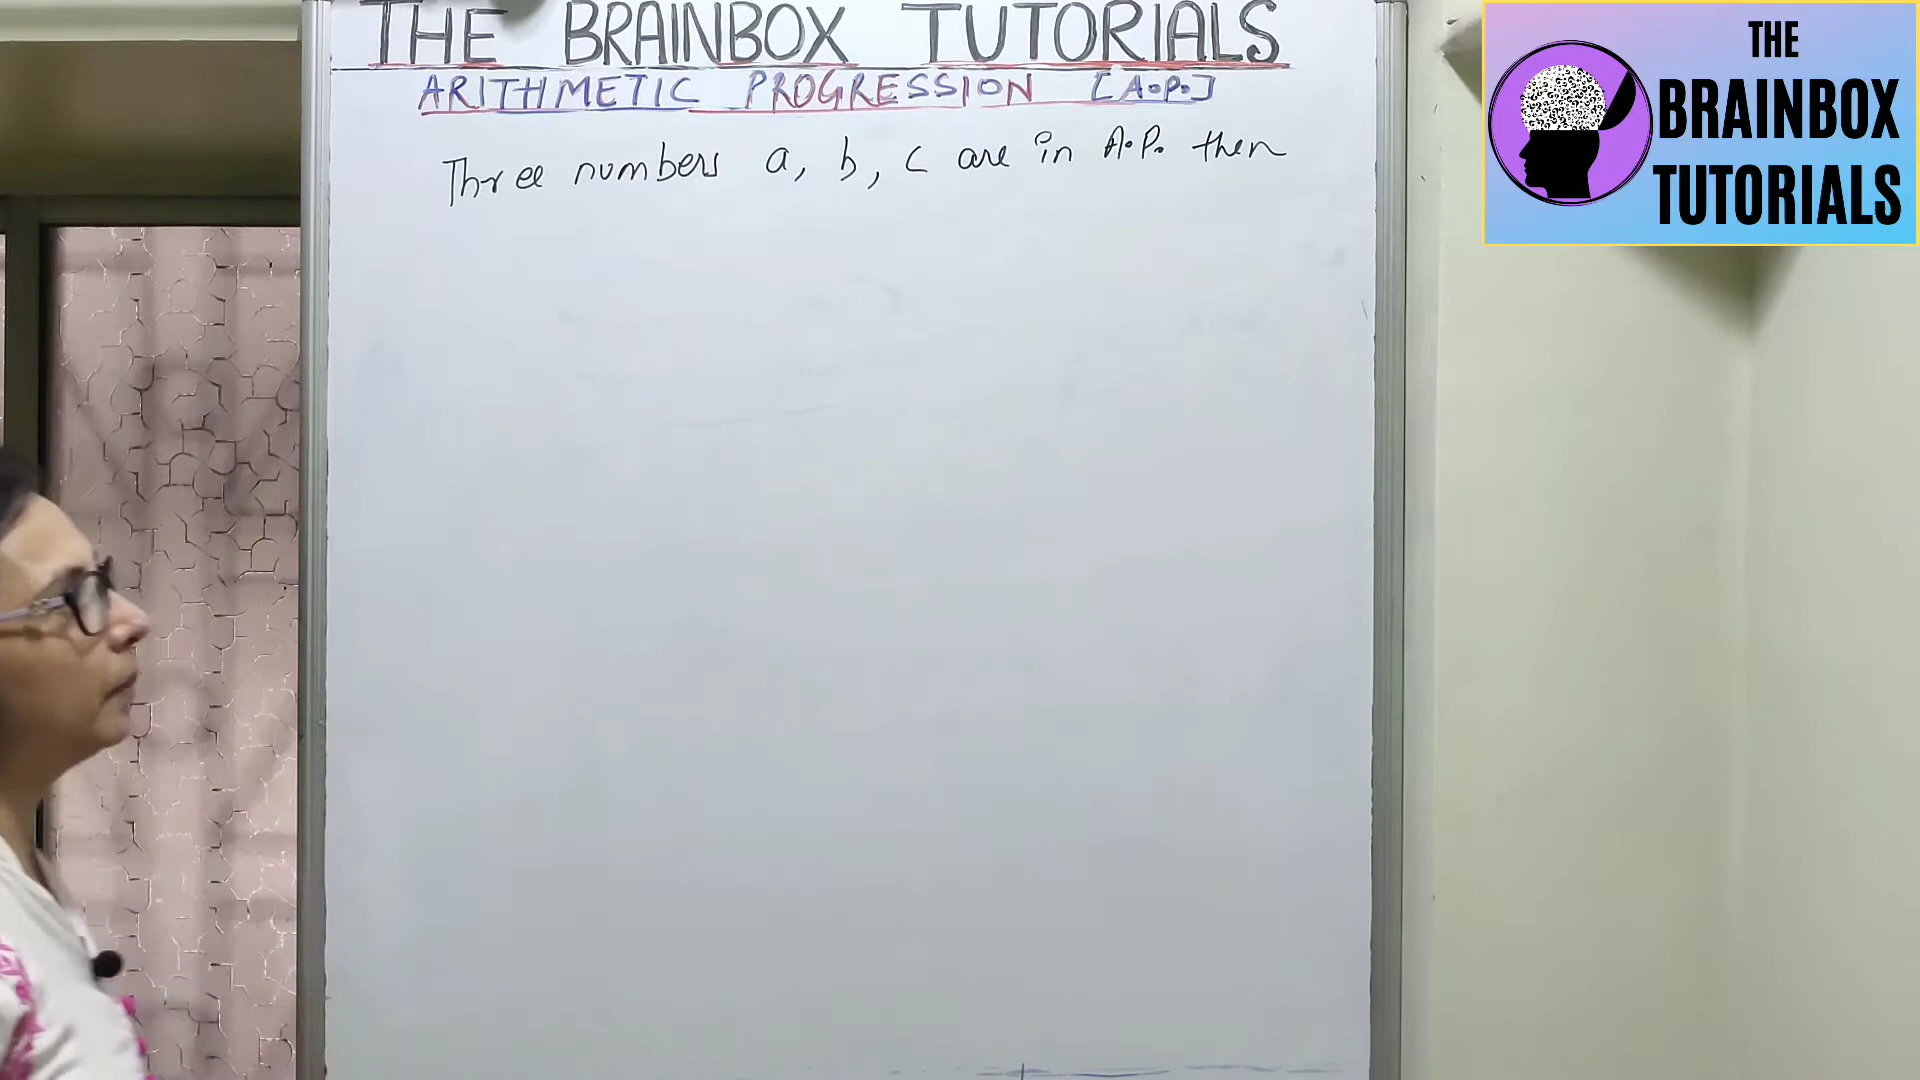 THE BRAINBOX TUTORIALS
ARITHMETIC PROGRESSION [A.P.]
Three numbers a, b, c are in A.P. then
THE
BRAINBOX
TUTORIALS